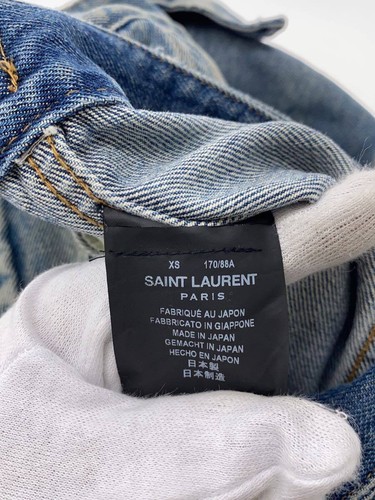 XS 170/88A
SAINT LAURENT
PARIS
FABRIQUÉ AU JAPON
FABBRICATO IN GIAPPONE
MADE IN JAPAN
GEMACHT IN JAPAN
HECHO EN JAPAN
日本製
日本制造